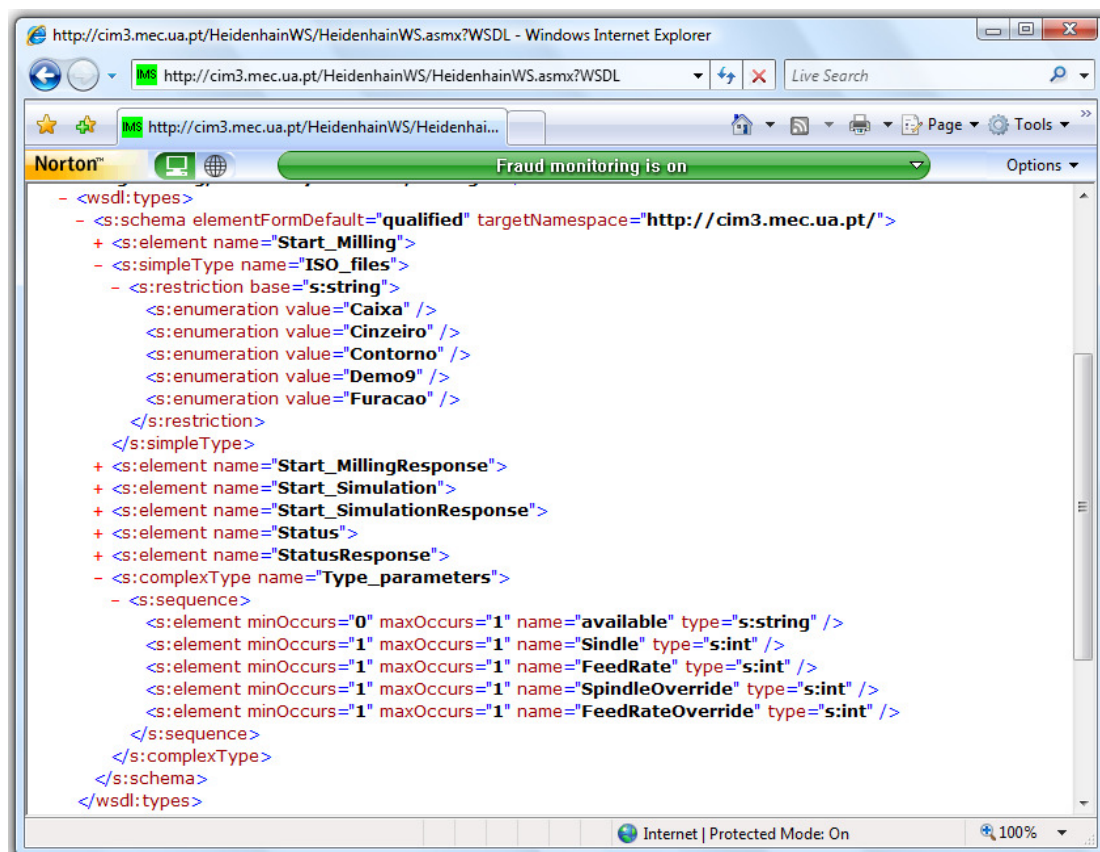 http://cim3.mec.ua.pt/HeidenhainWS/HeidenhainWS.asmx?WSDL - Windows Internet Explorer
IMS http://cim3.mec.ua.pt/HeidenhainWS/HeidenhainWS.asmx?WSDL Live Search
IMS http://cim3.mec.ua.pt/HeidenhainWS/Heidenhai... Page Tools »
Norton™ Fraud monitoring is on Options
- <wsdl:types>
- <s:schema elementFormDefault="qualified" targetNamespace="http://cim3.mec.ua.pt/">
+ <s:element name="Start_Milling">
- <s:simpleType name="ISO_files">
- <s:restriction base="s:string">
<s:enumeration value="Caixa" />
<s:enumeration value="Cinzeiro" />
<s:enumeration value="Contorno" />
<s:enumeration value="Demo9" />
<s:enumeration value="Furacao" />
</s:restriction>
</s:simpleType>
+ <s:element name="Start_MillingResponse">
+ <s:element name="Start_Simulation">
+ <s:element name="Start_SimulationResponse">
+ <s:element name="Status">
+ <s:element name="StatusResponse">
- <s:complexType name="Type_parameters">
- <s:sequence>
<s:element minOccurs="0" maxOccurs="1" name="available" type="s:string" />
<s:element minOccurs="1" maxOccurs="1" name="Sindle" type="s:int" />
<s:element minOccurs="1" maxOccurs="1" name="FeedRate" type="s:int" />
<s:element minOccurs="1" maxOccurs="1" name="SpindleOverride" type="s:int" />
<s:element minOccurs="1" maxOccurs="1" name="FeedRateOverride" type="s:int" />
</s:sequence>
</s:complexType>
</s:schema>
</wsdl:types>
Internet | Protected Mode: On 100%